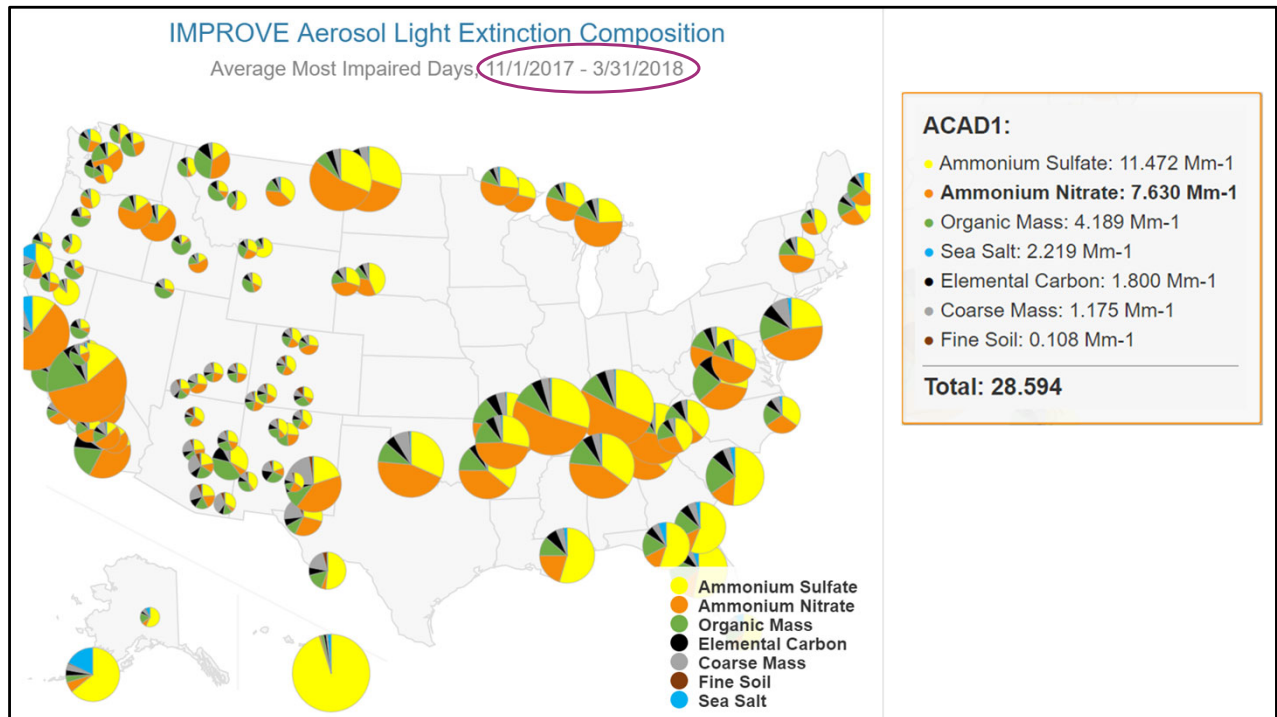 IMPROVE Aerosol Light Extinction Composition
Average Most Impaired Days, 11/1/2017 - 3/31/2018
ACAD1:
Ammonium Sulfate: 11.472 Mm-1
Ammonium Nitrate: 7.630 Mm-1
Organic Mass: 4.189 Mm-1
Sea Salt: 2.219 Mm-1
Elemental Carbon: 1.800 Mm-1
Coarse Mass: 1.175 Mm-1
Fine Soil: 0.108 Mm-1
Total: 28.594
Ammonium Sulfate
Ammonium Nitrate
Organic Mass
Elemental Carbon
Coarse Mass
Fine Soil
Sea Salt